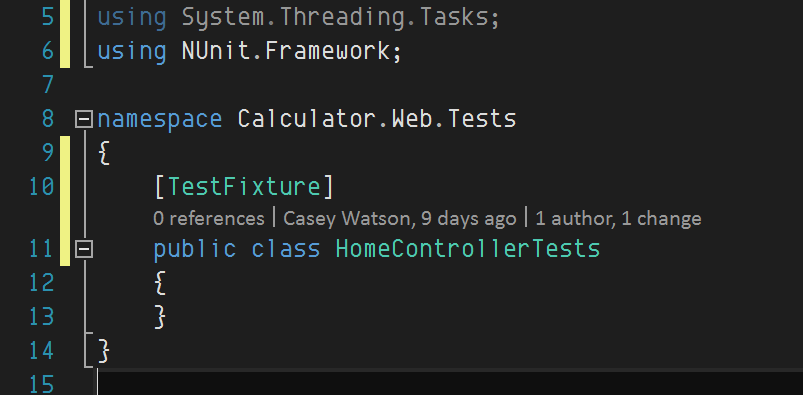 5 using System.Threading.Tasks;
6 using NUnit.Framework;
7
8 namespace Calculator.Web.Tests
9 {
10 [TestFixture]
0 references | Casey Watson, 9 days ago | 1 author, 1 change
11 public class HomeControllerTests
12 {
13 }
14 }
15